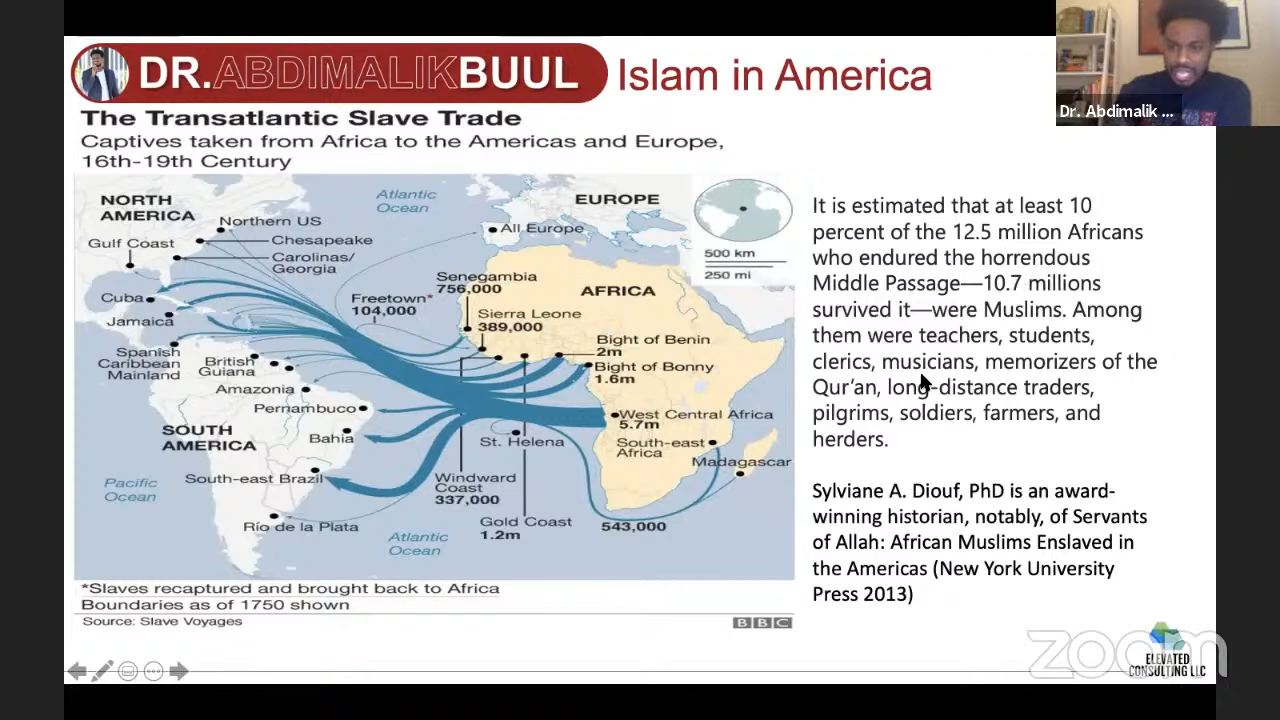 DR.ABDIMALIKBUUL
Islam in America
Dr. Abdimalik ...
The Transatlantic Slave Trade
Captives taken from Africa to the Americas and Europe,
16th-19th Century
NORTH
AMERICA
Atlantic
Ocean
EUROPE
Northern US
All Europe
Gulf Coast
Chesapeake
Carolinas/
Georgia
500 km
250 mi
Senegambia
756,000
AFRICA
Cuba
Freetown*
104,000
Jamaica
Sierra Leone
389,000
Spanish
Caribbean
Mainland
British
Guiana
Bight of Benin
2m
Bight of Bonny
1.6m
Amazonia
Pernambuco
West Central Africa
5.7m
SOUTH
AMERICA
Bahia
St. Helena
South-east
Africa
Madagascar
Pacific
Ocean
South-east Brazil
Windward
Coast
337,000
Río de la Plata
Gold Coast
1.2m
543,000
Atlantic
Ocean
*Slaves recaptured and brought back to Africa
Boundaries as of 1750 shown
Source: Slave Voyages
BBC
It is estimated that at least 10
percent of the 12.5 million Africans
who endured the horrendous
Middle Passage—10.7 millions
survived it—were Muslims. Among
them were teachers, students,
clerics, musicians, memorizers of the
Qur’an, long-distance traders,
pilgrims, soldiers, farmers, and
herders.
Sylviane A. Diouf, PhD is an award-
winning historian, notably, of Servants
of Allah: African Muslims Enslaved in
the Americas (New York University
Press 2013)
zoom
ELEVATED
CONSULTING LLC